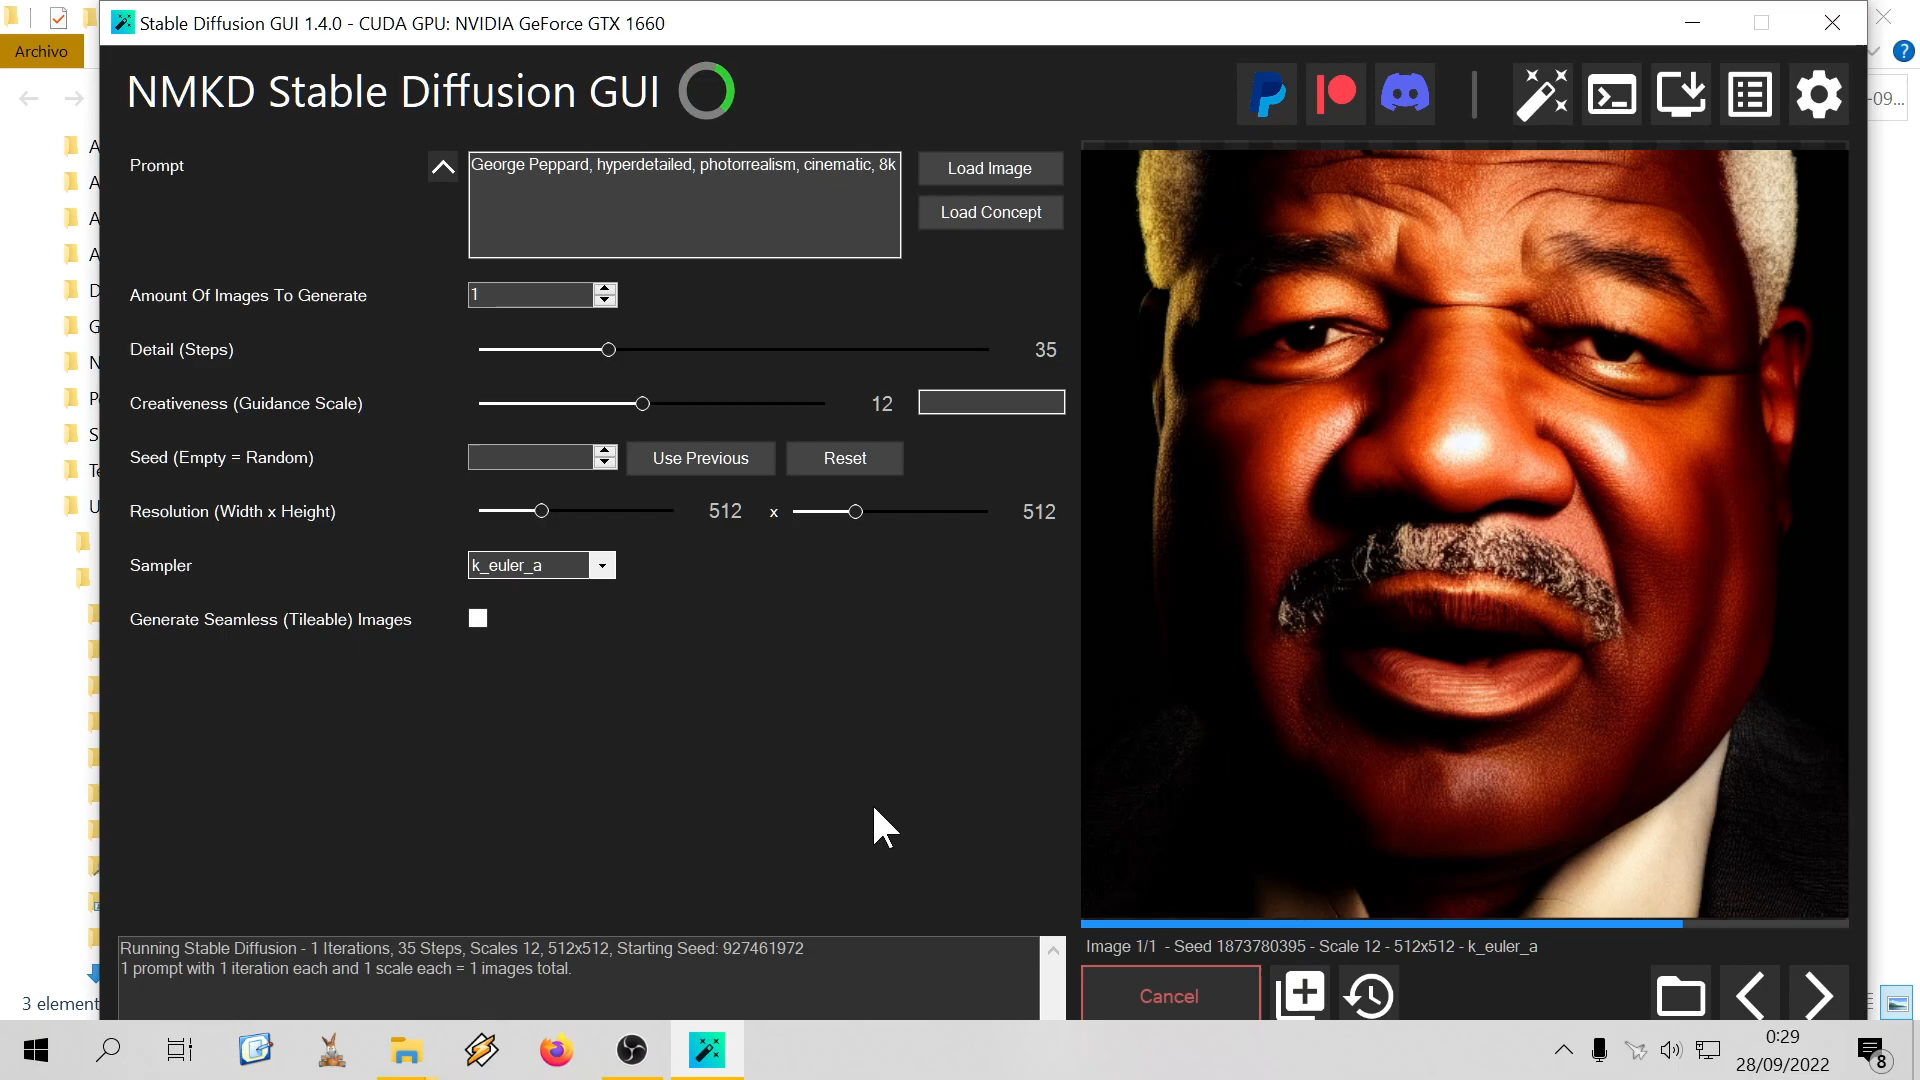 Stable Diffusion GUI 1.4.0 - CUDA GPU: NVIDIA GeForce GTX 1660
Archivo
NMKD Stable Diffusion GUI
-09...
Prompt
George Peppard, hyperdetailed, photorrealism, cinematic, 8k
Load Image
Load Concept
Amount Of Images To Generate
1
Detail (Steps)
35
Creativeness (Guidance Scale)
12
Seed (Empty = Random)
Use Previous
Reset
Resolution (Width x Height)
512
x
512
Sampler
k_euler_a
Generate Seamless (Tileable) Images
Running Stable Diffusion - 1 Iterations, 35 Steps, Scales 12, 512x512, Starting Seed: 927461972
1 prompt with 1 iteration each and 1 scale each = 1 images total.
Image 1/1 - Seed 1873780395 - Scale 12 - 512x512 - k_euler_a
Cancel
3 element
0:29
28/09/2022
8